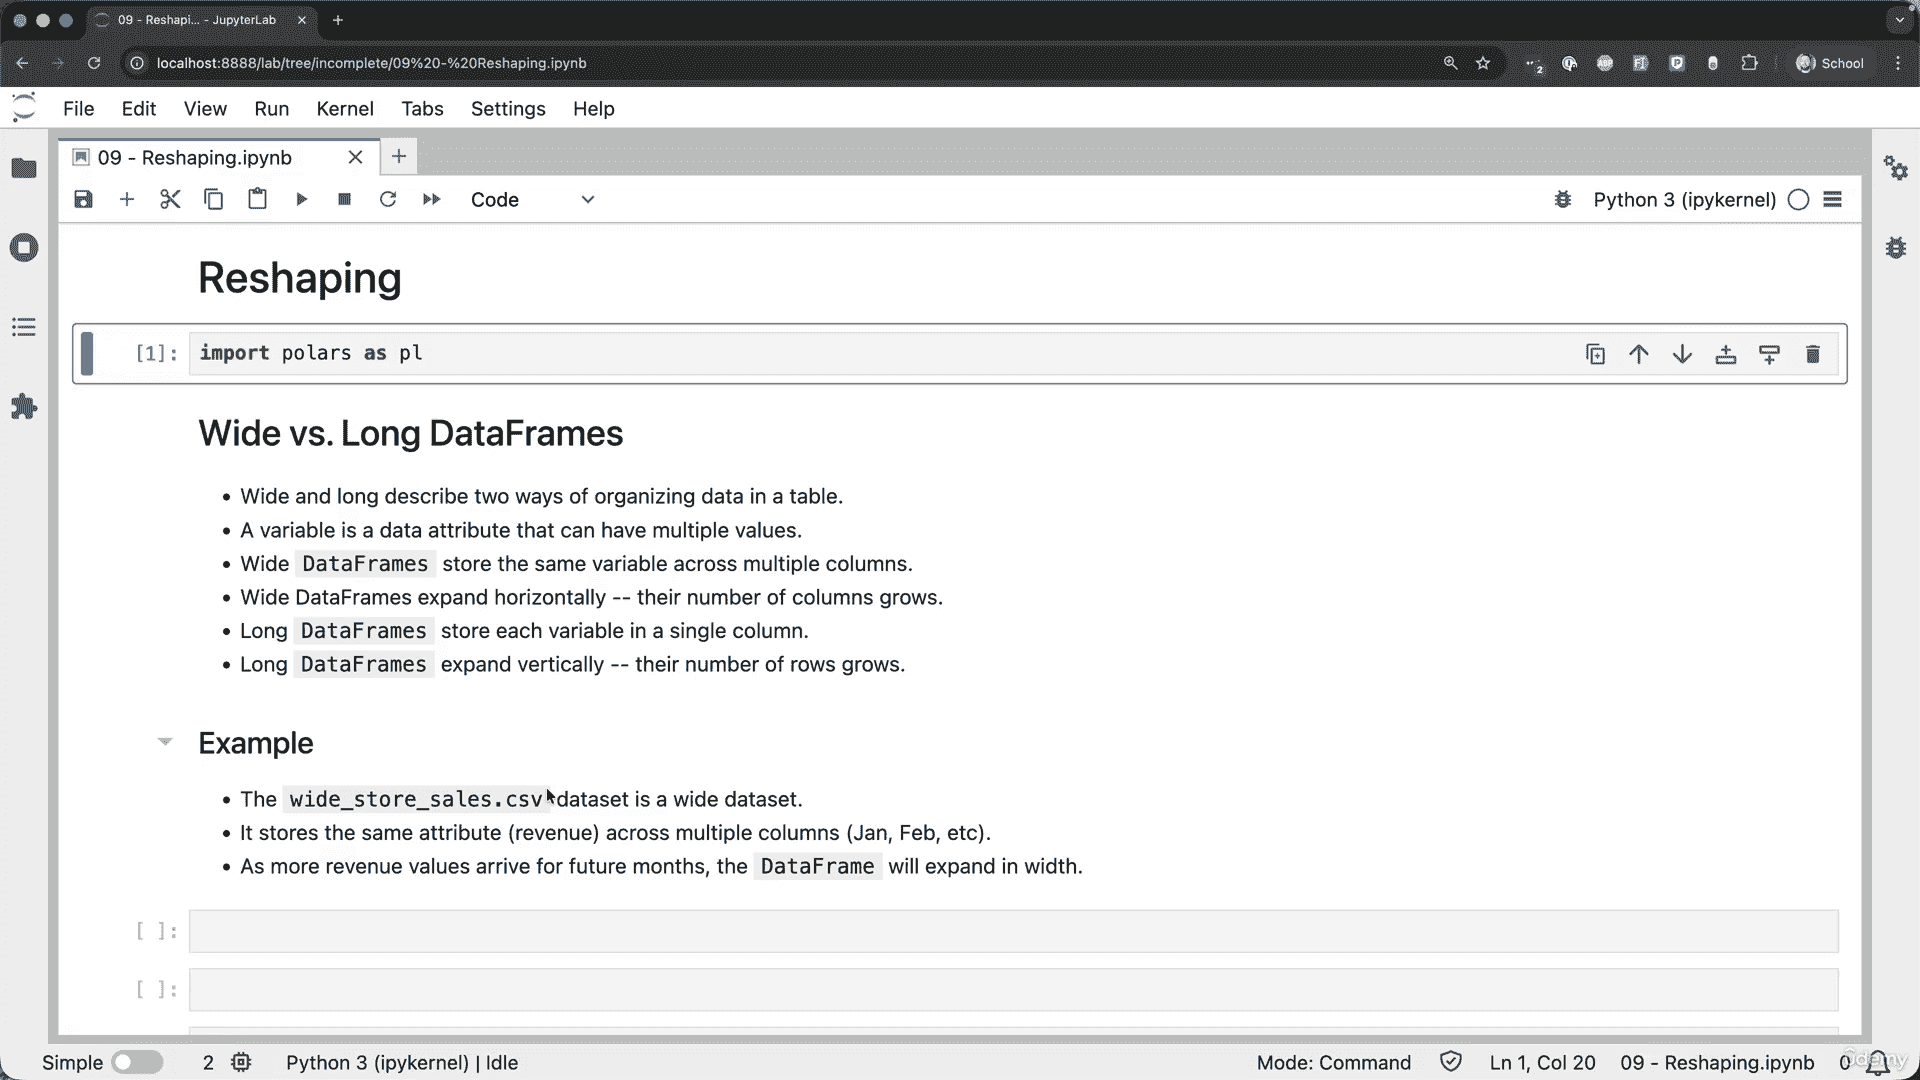 09 - Reshapi... - JupyterLab
localhost:8888/lab/tree/incomplete/09%20-%20Reshaping.ipynb
2
School
File Edit View Run Kernel Tabs Settings Help
09 - Reshaping.ipynb
Code
Python 3 (ipykernel)
Reshaping
[1]: import polars as pl
Wide vs. Long DataFrames
• Wide and long describe two ways of organizing data in a table.
• A variable is a data attribute that can have multiple values.
• Wide DataFrames store the same variable across multiple columns.
• Wide DataFrames expand horizontally -- their number of columns grows.
• Long DataFrames store each variable in a single column.
• Long DataFrames expand vertically -- their number of rows grows.
Example
• The wide_store_sales.csv dataset is a wide dataset.
• It stores the same attribute (revenue) across multiple columns (Jan, Feb, etc).
• As more revenue values arrive for future months, the DataFrame will expand in width.
[ ]:
[ ]:
Simple 2 Python 3 (ipykernel) | Idle Mode: Command Ln 1, Col 20 09 - Reshaping.ipynb 0
Udemy